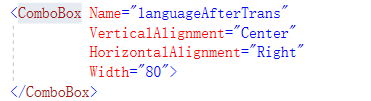 <ComboBox Name="languageAfterTrans"
VerticalAlignment="Center"
HorizontalAlignment="Right"
Width="80">
</ComboBox>